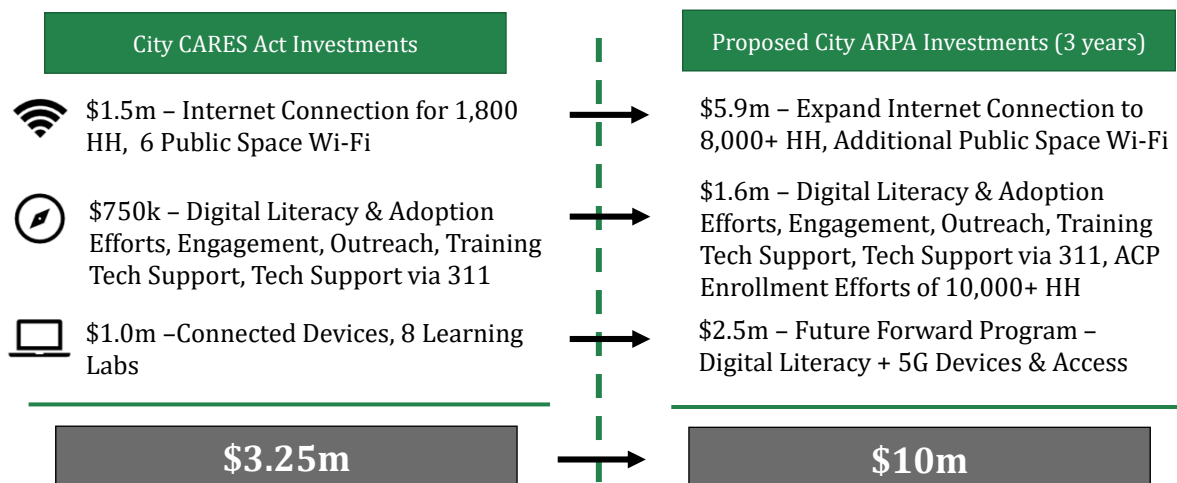 City CARES Act Investments
$1.5m – Internet Connection for 1,800
HH,  6 Public Space Wi-Fi
$750k – Digital Literacy & Adoption
Efforts, Engagement, Outreach, Training
Tech Support, Tech Support via 311
$1.0m –Connected Devices, 8 Learning
Labs
$3.25m
Proposed City ARPA Investments (3 years)
$5.9m – Expand Internet Connection to
8,000+ HH, Additional Public Space Wi-Fi
$1.6m – Digital Literacy & Adoption
Efforts, Engagement, Outreach, Training
Tech Support, Tech Support via 311, ACP
Enrollment Efforts of 10,000+ HH
$2.5m – Future Forward Program –
Digital Literacy + 5G Devices & Access
$10m